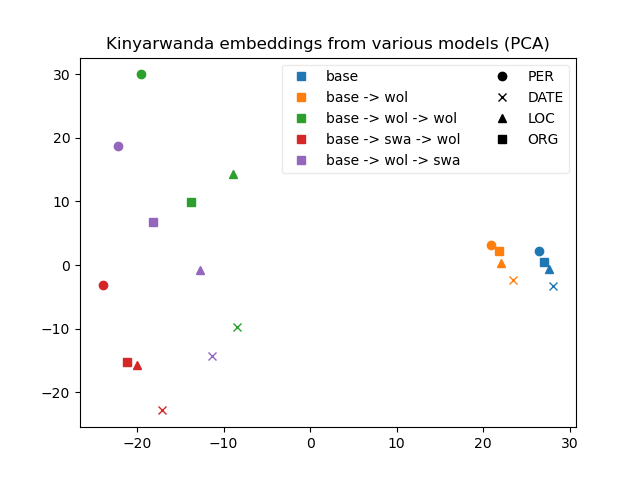 Kinyarwanda embeddings from various models (PCA)
30
20
10
0
−10
−20
−20
−10
0
10
20
30
base
base -> wol
base -> wol -> wol
base -> swa -> wol
base -> wol -> swa
PER
DATE
LOC
ORG